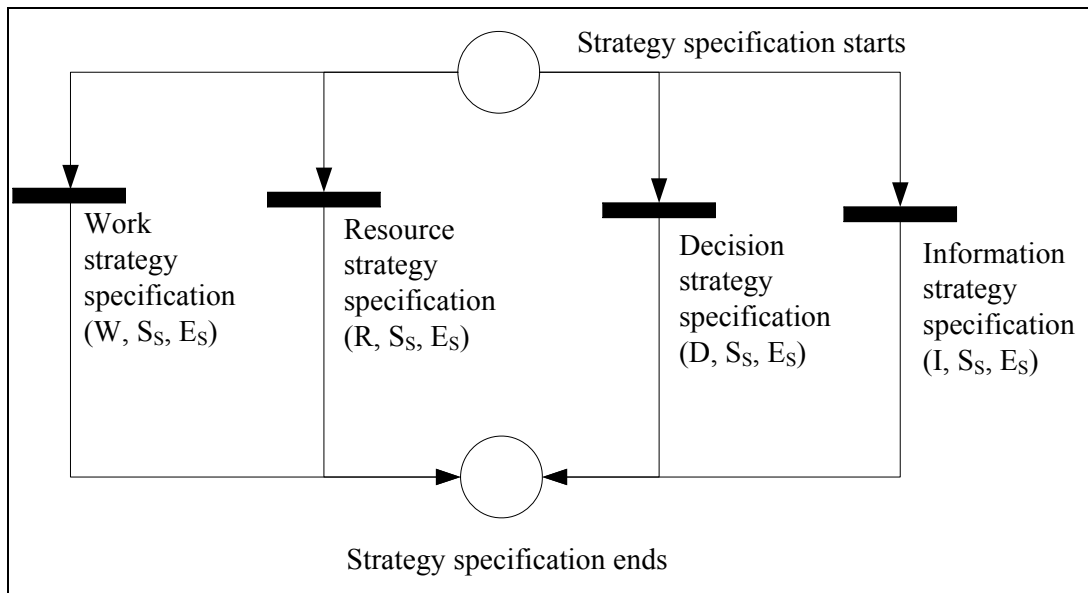 Strategy specification starts
Work
strategy
specification
(W, SS, ES)
Resource
strategy
specification
(R, SS, ES)
Decision
strategy
specification
(D, SS, ES)
Information
strategy
specification
(I, SS, ES)
Strategy specification ends